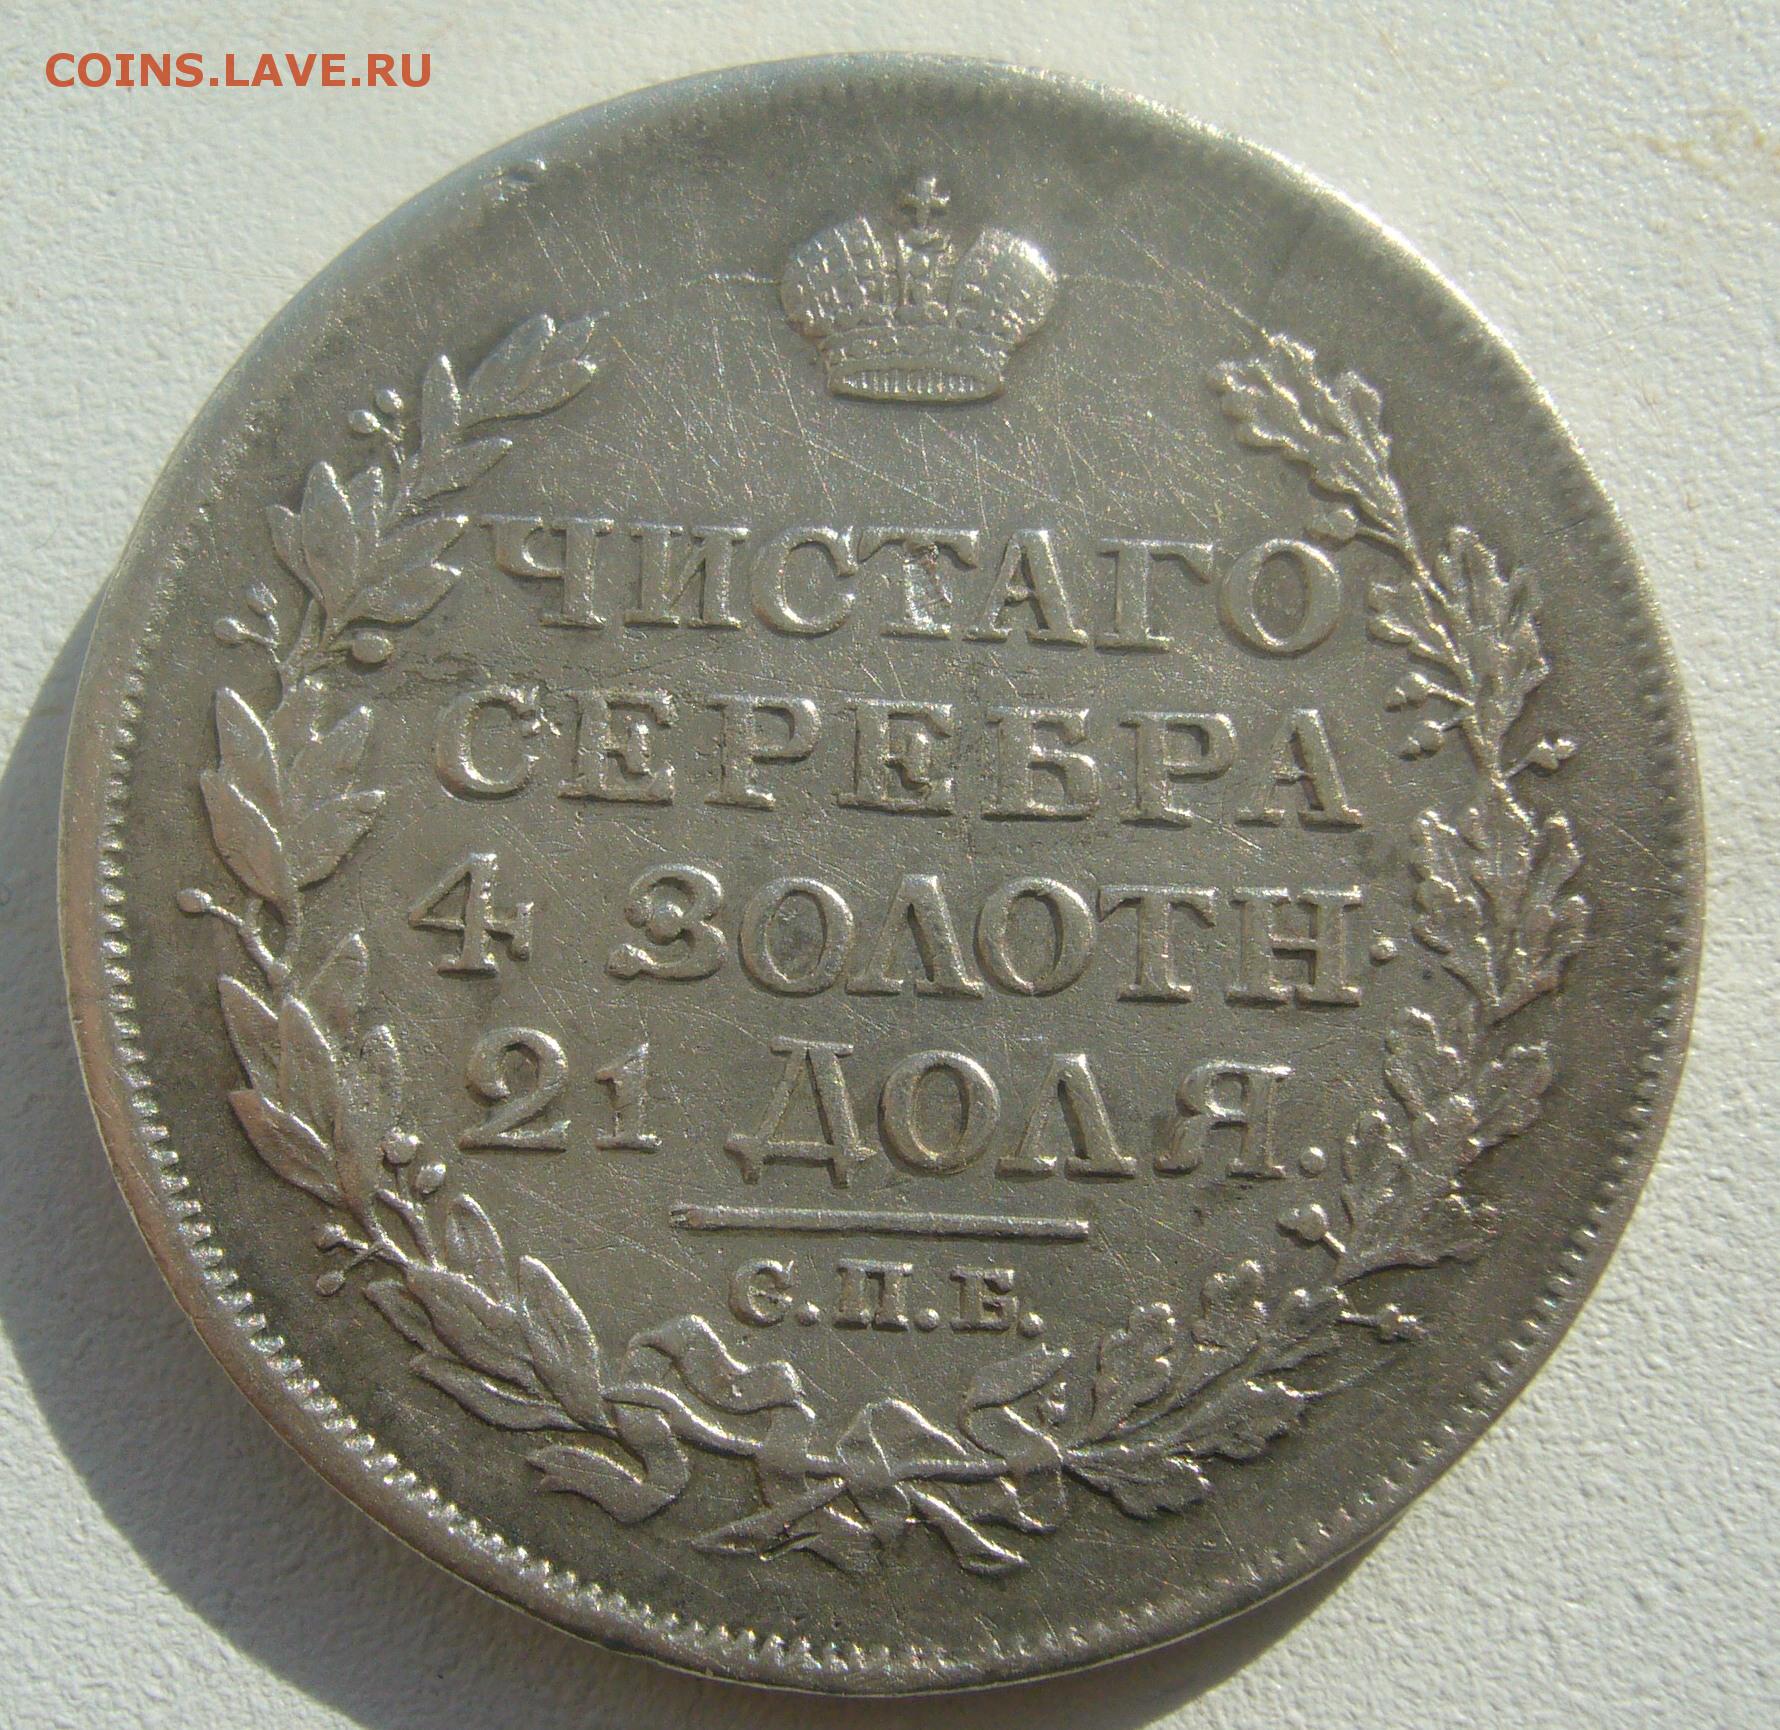 COINS.LAVE.RU
ЧИСТАГО
СЕРЕБРА
4 ЗОЛОТН.
21 ДОЛЯ.
С.П.Б.